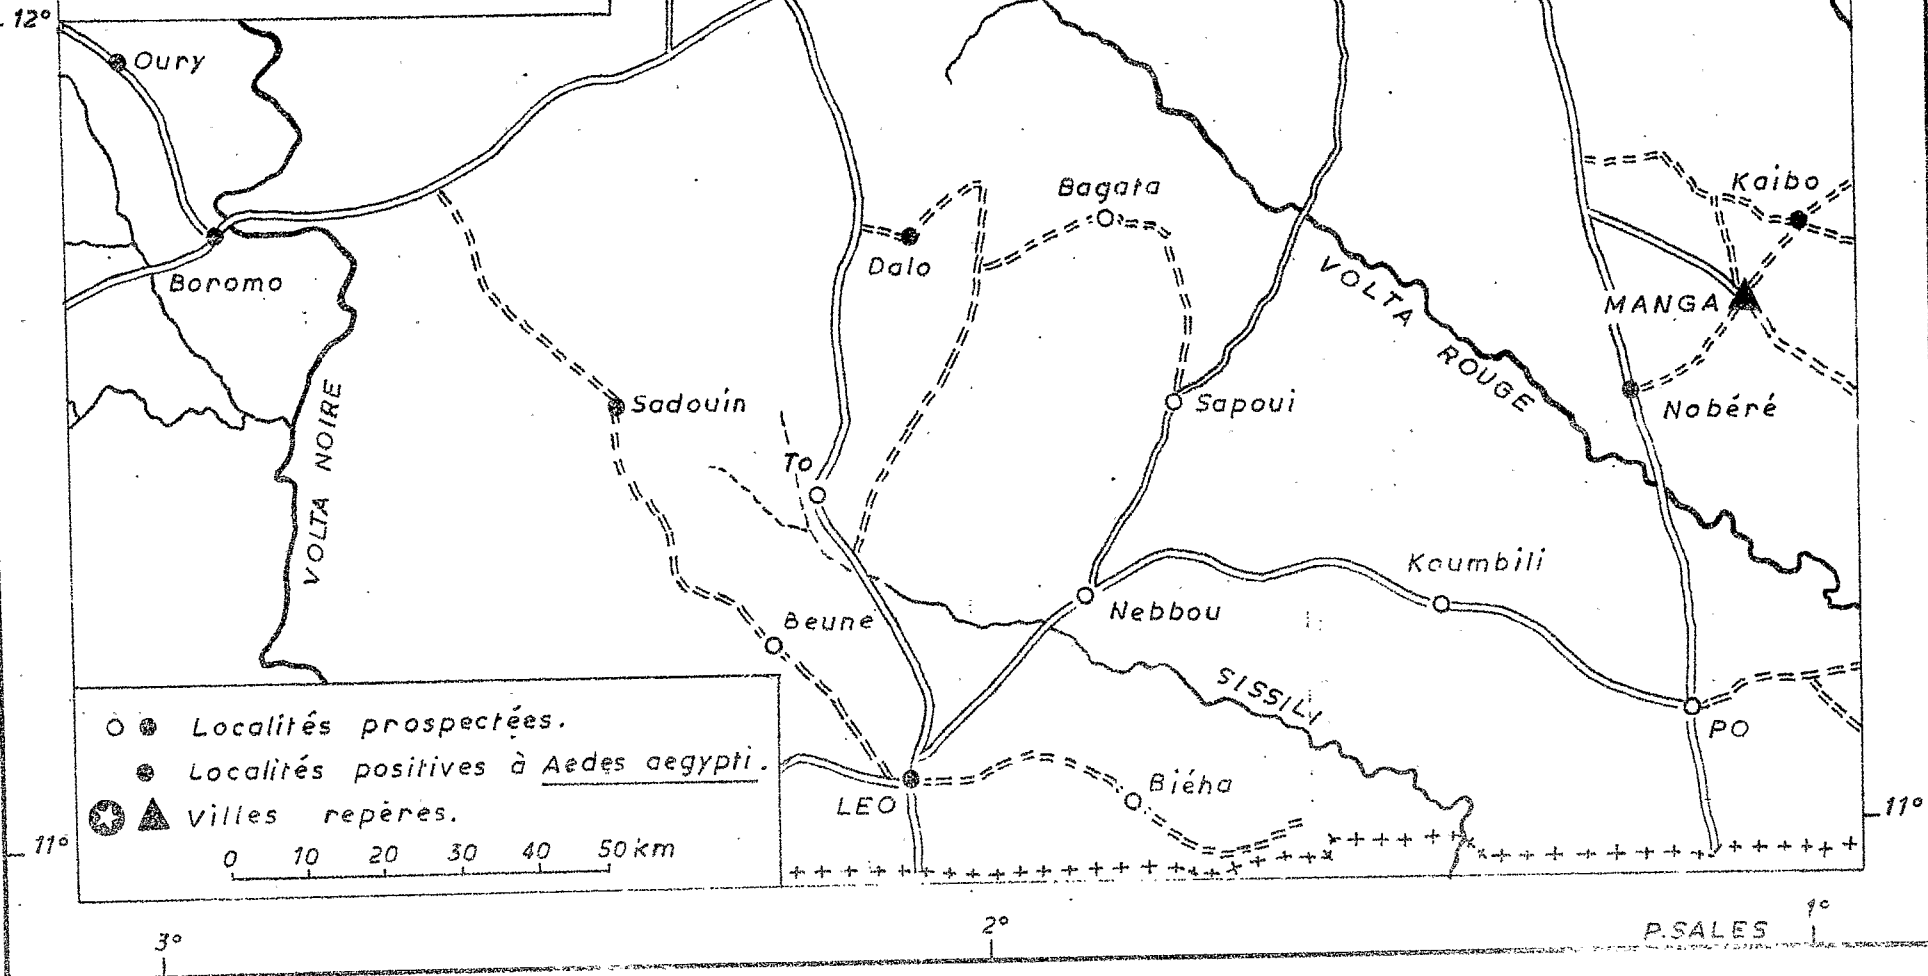 12°
Oury
Boromo
VOLTA NOIRE
Sadouin
Dalo
Bagata
To
Sapoui
VOLTA ROUGE
Kaibo
MANGA
Nobéré
Beune
Nebbou
Koumbili
SISSILI
PO
LEO
Biéha
Localités prospectées.
Localités positives à Aedes aegypti.
Villes repères.
0 10 20 30 40 50 km
11°
11°
3°
2°
1°
P.SALES